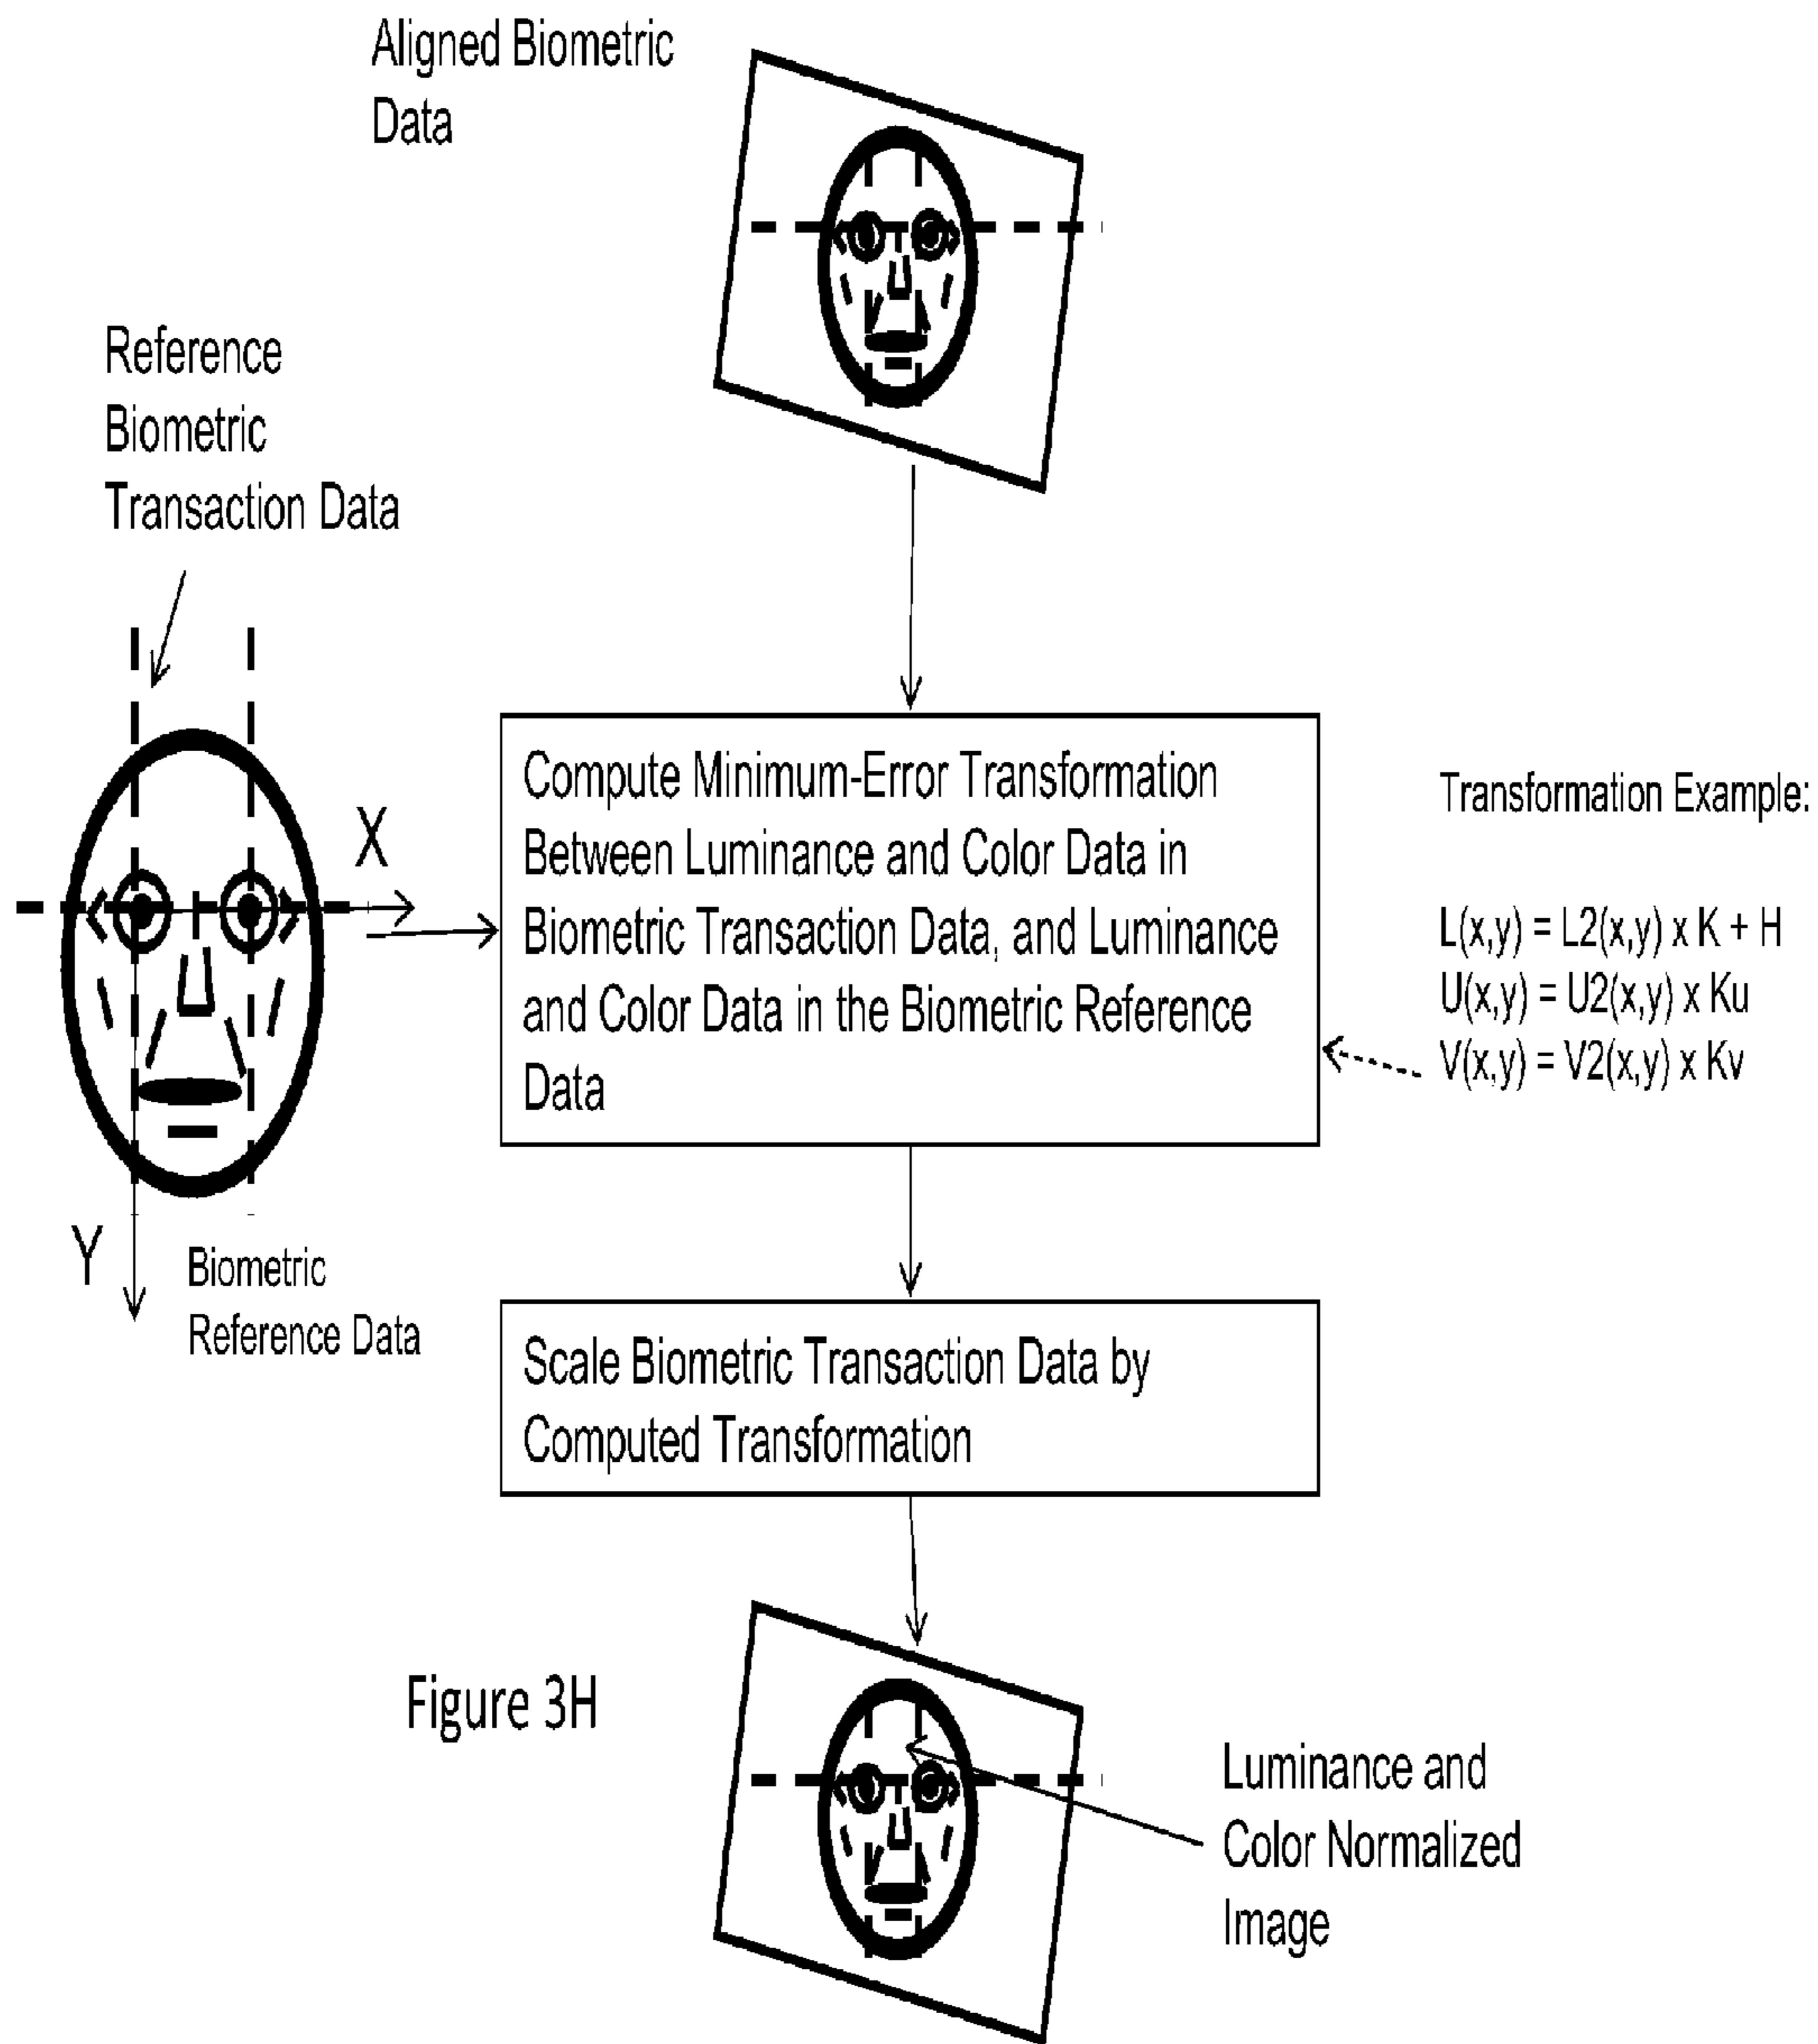 Aligned Biometric
Data
Reference
Biometric
Transaction Data
X
Compute Minimum-Error Transformation
Between Luminance and Color Data in
Biometric Transaction Data, and Luminance
and Color Data in the Biometric Reference
Data
Transformation Example:
L(x,y) = L2(x,y) x K + H
U(x,y) = U2(x,y) x Ku
V(x,y) = V2(x,y) x Kv
Y
Biometric
Reference Data
Scale Biometric Transaction Data by
Computed Transformation
Figure 3H
Luminance and
Color Normalized
Image